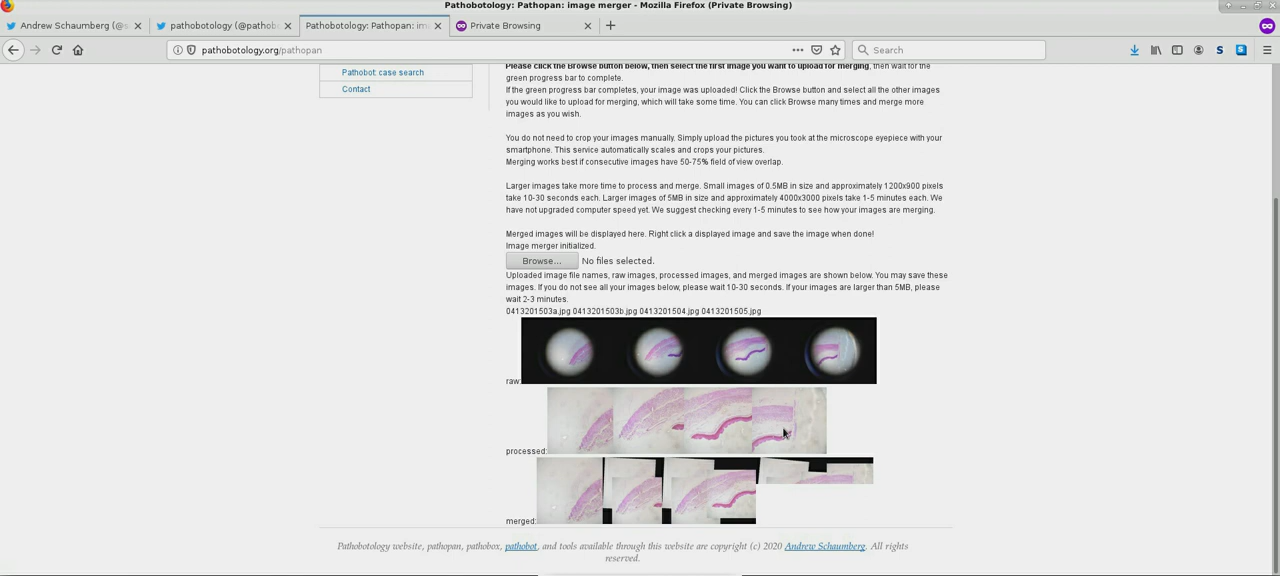 Pathobotology: Pathopan: image merger - Mozilla Firefox (Private Browsing)
Andrew Schaumberg (@s
pathobotology (@pathob
Pathobotology: Pathopan: im
Private Browsing
pathobotology.org/pathopan
Search
Please click the Browse button below, then select the first image you want to upload for merging, then wait for the
green progress bar to complete.
If the green progress bar completes, your image was uploaded! Click the Browse button and select all the other images
you would like to upload for merging, which will take some time. You can click Browse many times and merge more
images as you wish.
You do not need to crop your images manually. Simply upload the pictures you took at the microscope eyepiece with your
smartphone. This service automatically scales and crops your pictures.
Merging works best if consecutive images have 50-75% field of view overlap.
Larger images take more time to process and merge. Small images of 0.5MB in size and approximately 1200x900 pixels
take 10-30 seconds each. Larger images of 5MB in size and approximately 4000x3000 pixels take 1-5 minutes each. We
have not upgraded computer speed yet. We suggest checking every 1-5 minutes to see how your images are merging.
Merged images will be displayed here. Right click a displayed image and save the image when done!
Image merger initialized.
Browse... No files selected.
Uploaded image file names, raw images, processed images, and merged images are shown below. You may save these
images. If you do not see all your images below, please wait 10-30 seconds. If your images are larger than 5MB, please
wait 2-3 minutes.
0413201503a.jpg 0413201503b.jpg 0413201504.jpg 0413201505.jpg
raw:
processed:
merged:
Pathobot: case search
Contact
Pathobotology website, pathopan, pathobox, pathobot, and tools available through this website are copyright (c) 2020 Andrew Schaumberg. All rights
reserved.